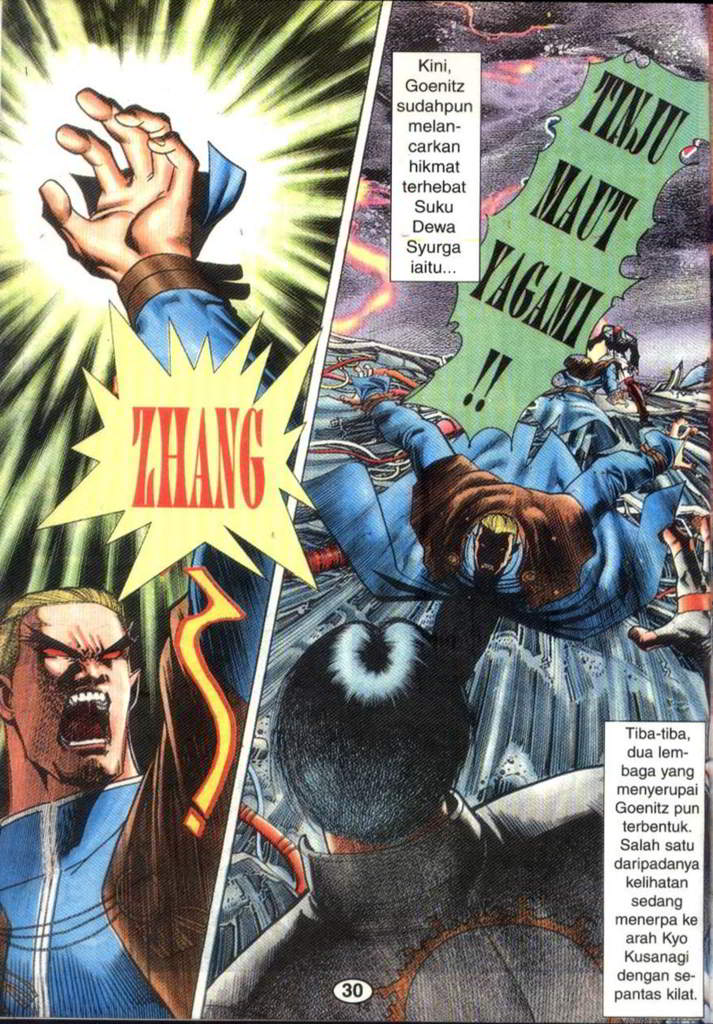 ZHANG
Kini,
Goenitz
sudahpun
melan-
carkan
hikmat
terhebat
Suku
Dewa
Syurga
iaitu...
TINJU
MAUT
YAGAMI
!!
Tiba-tiba,
dua lem-
baga yang
menyerupai
Goenitz pun
terbentuk.
Salah satu
daripadanya
kelihatan
sedang
menerpa ke
arah Kyo
Kusanagi
dengan se-
pantas kilat.
30